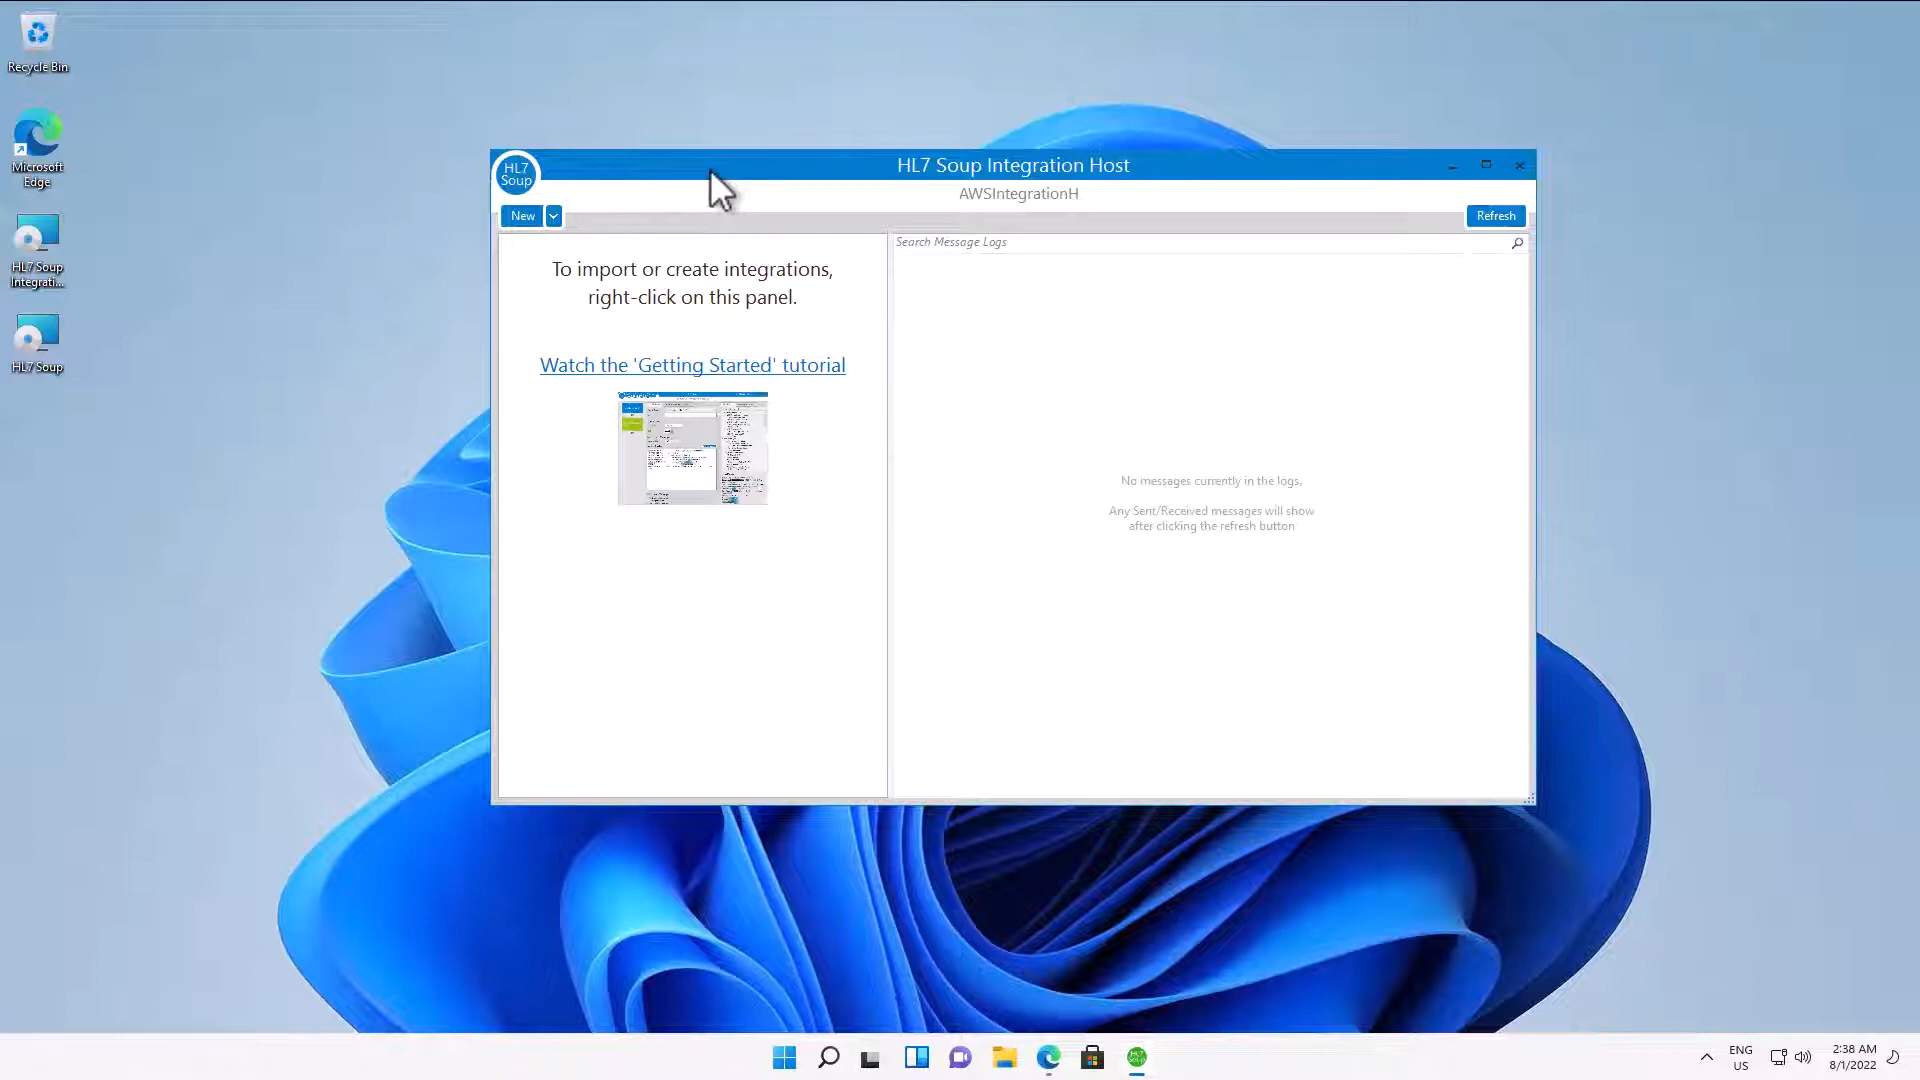 Recycle Bin
Microsoft
Edge
HL7 Soup
Integrati...
HL7 Soup
HL7
Soup
HL7 Soup Integration Host
AWSIntegrationH
New
Refresh
To import or create integrations,
right-click on this panel.
Watch the 'Getting Started' tutorial
Search Message Logs
No messages currently in the logs.
Any Sent/Received messages will show
after clicking the refresh button
HL7
Soup
ENG
US
2:38 AM
8/1/2022